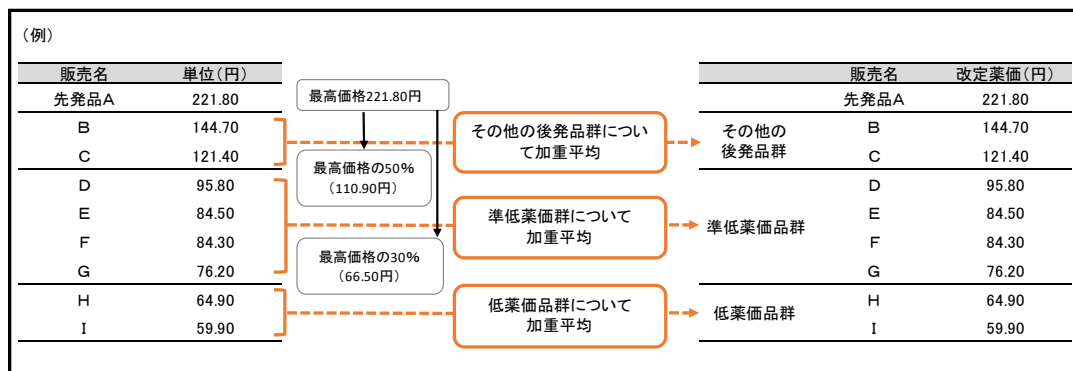 （例）
販売名 単位（円）
先発品Ａ 221.80
Ｂ 144.70
Ｃ 121.40
Ｄ 95.80
Ｅ 84.50
Ｆ 84.30
Ｇ 76.20
Ｈ 64.90
Ｉ 59.90
最高価格221.80円
最高価格の50％
（110.90円）
最高価格の30％
（66.50円）
その他の後発品群につい
て加重平均
準低薬価群について
加重平均
低薬価品群について
加重平均
販売名 改定薬価（円）
先発品Ａ 221.80
その他の
後発品群
Ｂ 144.70
Ｃ 121.40
準低薬価品群
Ｄ 95.80
Ｅ 84.50
Ｆ 84.30
Ｇ 76.20
低薬価品群
Ｈ 64.90
Ｉ 59.90